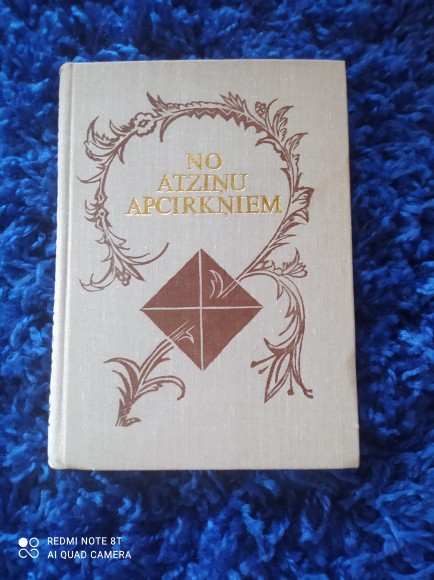 NO
ATZIŅU
APCIRKŅIEM
REDMI NOTE 8T
AI QUAD CAMERA